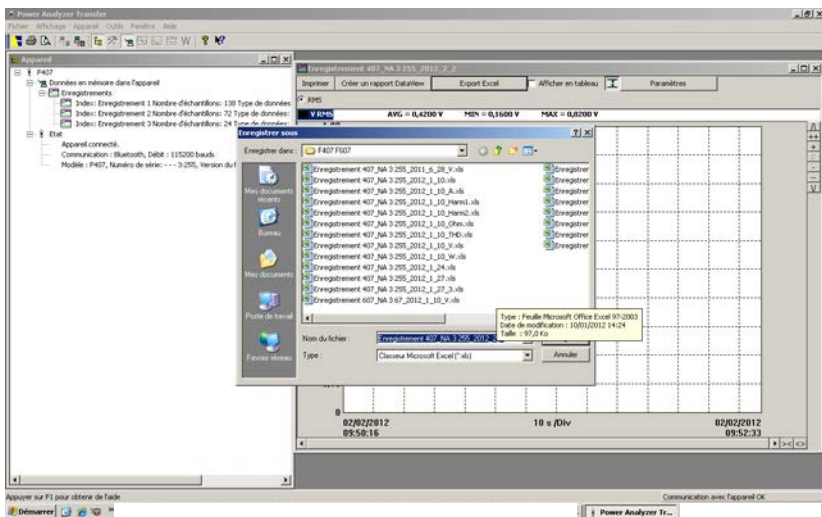 Power Analyzer Transfer
Fichier Affichage Appareil Outils Fenêtre Aide
Appareil
F407
Données en mémoire dans l'appareil
Enregistrements
Index: Enregistrement 1 Nombre d'échantillons: 138 Type de données
Index: Enregistrement 2 Nombre d'échantillons: 72 Type de données:
Index: Enregistrement 3 Nombre d'échantillons: 24 Type de données:
Etat
Appareil connecté.
Communication : Bluetooth, Débit : 115200 bauds
Modèle : F407, Numéro de série: - - - 3:255, Version du
Enregistrement 407_NA 3 255_2012_2_2
Imprimer Créer un rapport DataView Export Excel Afficher en tableau Paramètres
RMS
V RMS AVG = 0,4200 V MIN = 0,1600 V MAX = 0,8200 V
Enregistrer sous
Enregistrer dans : F407 F607
Mes documents récents
Bureau
Mes documents
Poste de travail
Favoris réseau
Enregistrement 407_NA 3 255_2011_6_28_V.xls
Enregistrement 407_NA 3 255_2012_1_10.xls
Enregistrement 407_NA 3 255_2012_1_10_A.xls
Enregistrement 407_NA 3 255_2012_1_10_Harm1.xls
Enregistrement 407_NA 3 255_2012_1_10_Harm2.xls
Enregistrement 407_NA 3 255_2012_1_10_Ohm.xls
Enregistrement 407_NA 3 255_2012_1_10_THD.xls
Enregistrement 407_NA 3 255_2012_1_10_V.xls
Enregistrement 407_NA 3 255_2012_1_10_W.xls
Enregistrement 407_NA 3 255_2012_1_24.xls
Enregistrement 407_NA 3 255_2012_1_27.xls
Enregistrement 407_NA 3 255_2012_1_27_3.xls
Enregistrement 607_NA 3 67_2012_1_10_V.xls
Enregistrer
Enregistrer
Enregistrer
Enregistrer
Enregistrer
Enregistrer
Enregistrer
Type : Feuille Microsoft Office Excel 97-2003
Date de modification : 10/01/2012 14:24
Taille : 97,0 Ko
Nom du fichier : Enregistrement 407_NA 3 255_2012_2
Type : Classeur Microsoft Excel (*.xls) Annuler
0
02/02/2012 10 s /Div 02/02/2012
09:50:16 09:52:33
Appuyer sur F1 pour obtenir de l'aide Communication avec l'appareil OK
Démarrer Power Analyzer Tr...